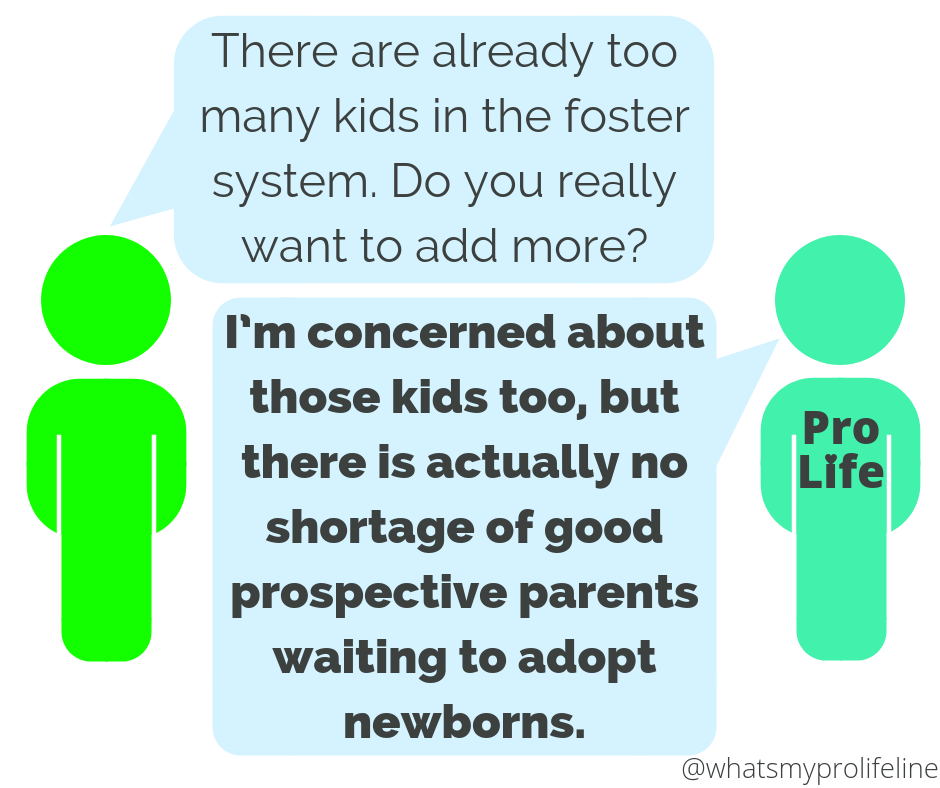 There are already too
many kids in the foster
system. Do you really
want to add more?
I'm concerned about
those kids too, but
there is actually no
shortage of good
prospective parents
waiting to adopt
newborns.
Pro
Life
@whatsmyprolifeline